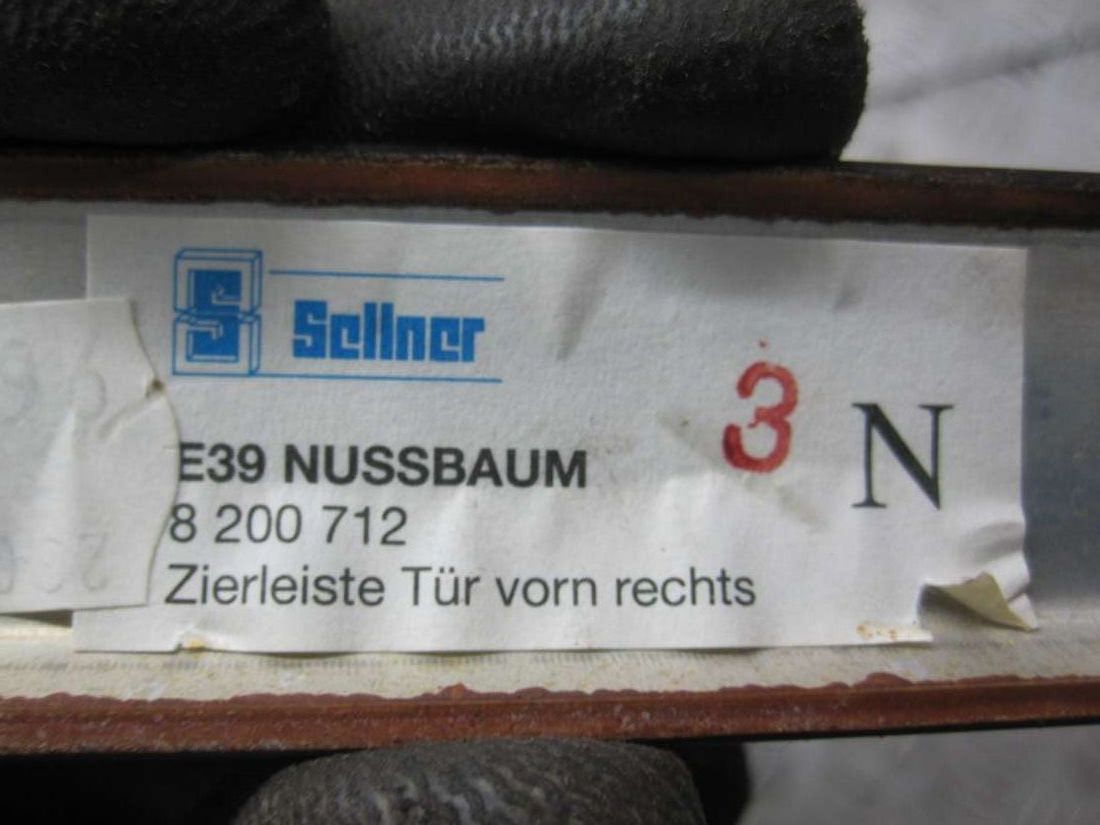 Sellner
3 N
E39 NUSSBAUM
8 200 712
Zierleiste Tür vorn rechts